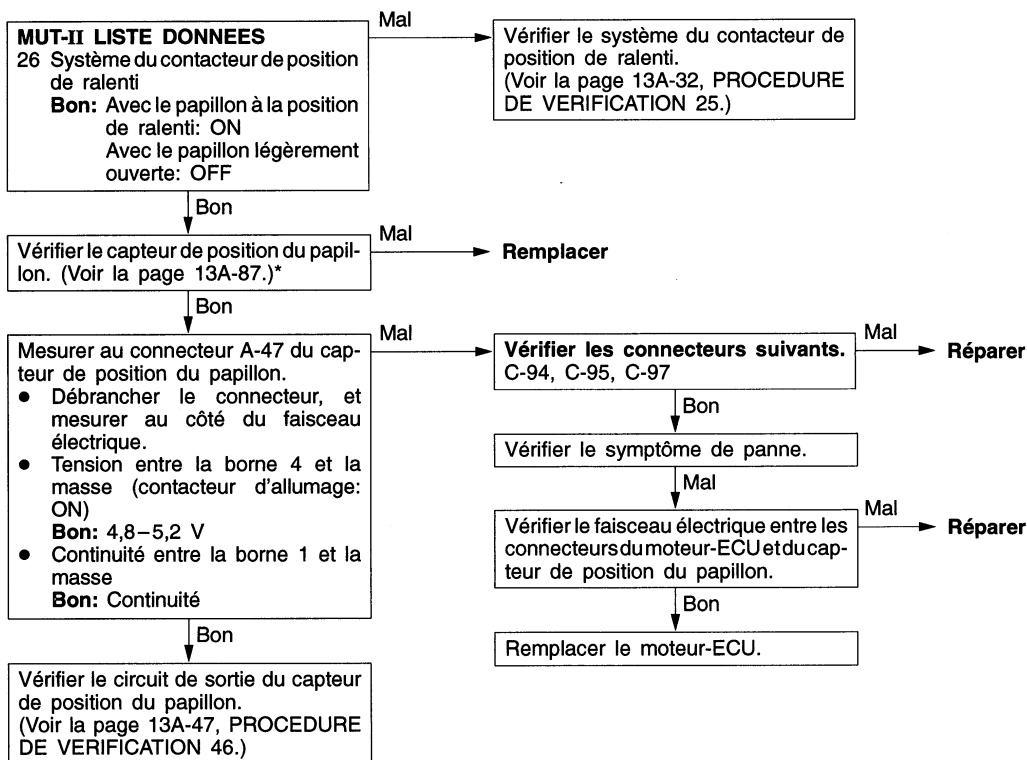 MUT-II LISTE DONNEES
26 Système du contacteur de position
de ralenti
Bon: Avec le papillon à la position
de ralenti: ON
Avec le papillon légèrement
ouverte: OFF
Mal
Vérifier le système du contacteur de
position de ralenti.
(Voir la page 13A-32, PROCEDURE
DE VERIFICATION 25.)
Bon
Vérifier le capteur de position du papil-
lon. (Voir la page 13A-87.)*
Mal
Remplacer
Bon
Mesurer au connecteur A-47 du cap-
teur de position du papillon.
● Débrancher le connecteur, et
mesurer au côté du faisceau
électrique.
● Tension entre la borne 4 et la
masse (contacteur d'allumage:
ON)
Bon: 4,8–5,2 V
● Continuité entre la borne 1 et la
masse
Bon: Continuité
Mal
Vérifier les connecteurs suivants.
C-94, C-95, C-97
Mal
Réparer
Bon
Vérifier le symptôme de panne.
Mal
Vérifier le faisceau électrique entre les
connecteurs du moteur-ECU et du cap-
teur de position du papillon.
Mal
Réparer
Bon
Remplacer le moteur-ECU.
Bon
Vérifier le circuit de sortie du capteur
de position du papillon.
(Voir la page 13A-47, PROCEDURE
DE VERIFICATION 46.)